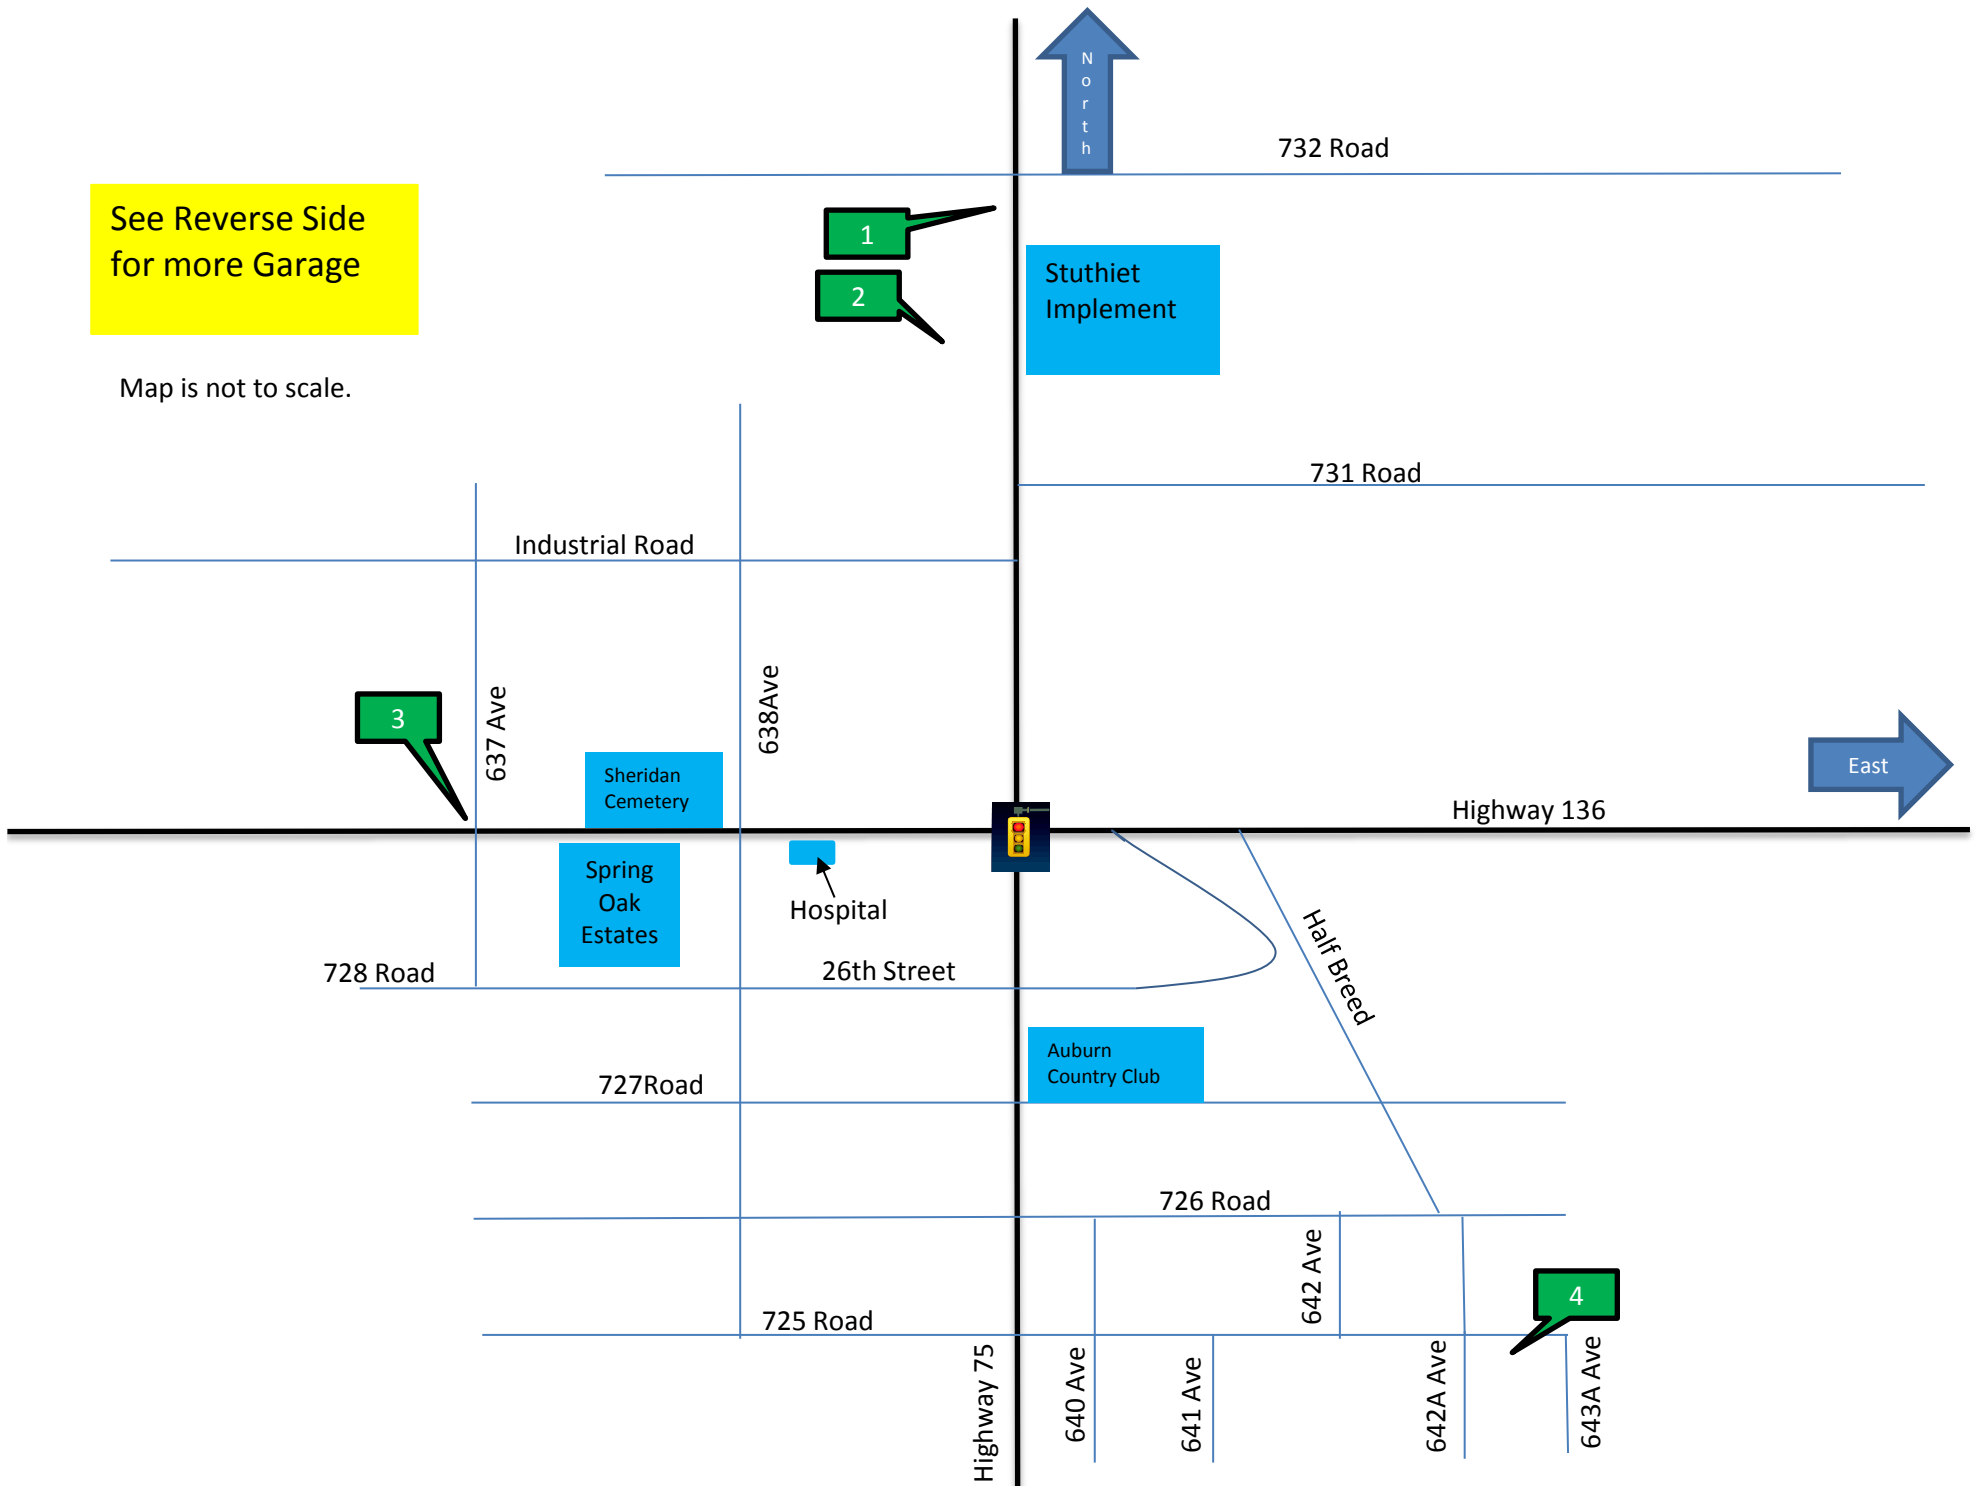 North
732 Road
See Reverse Side
for more Garage
1
2
Stuthiet
Implement
Map is not to scale.
731 Road
Industrial Road
637 Ave
638Ave
3
Sheridan
Cemetery
East
Highway 136
Spring
Oak
Estates
Hospital
Half Breed
728 Road
26th Street
Auburn
Country Club
727Road
726 Road
642 Ave
4
725 Road
Highway 75
640 Ave
641 Ave
642A Ave
643A Ave